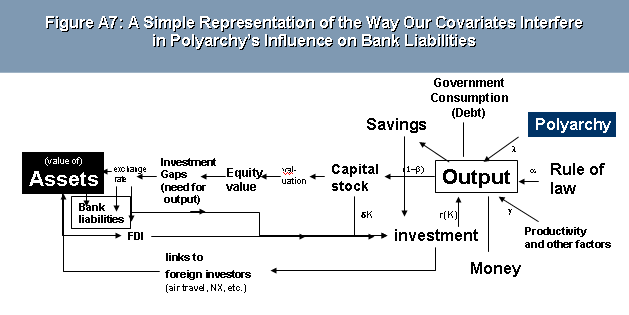 Figure A7: A Simple Representation of the Way Our Covariates Interfere
in Polyarchy's Influence on Bank Liabilities
Government
Consumption
(Debt)
Savings
Polyarchy
λ
(value of)
Assets
exchange
rate
Investment
Gaps
(need for
output)
Equity
value
val-
uation
Capital
stock
(1-β)
Output
α
Rule of
law
Bank
liabilities
δK
r(K)
γ
Productivity
and other factors
FDI
investment
links to
foreign investors
(air travel, NX, etc.)
Money